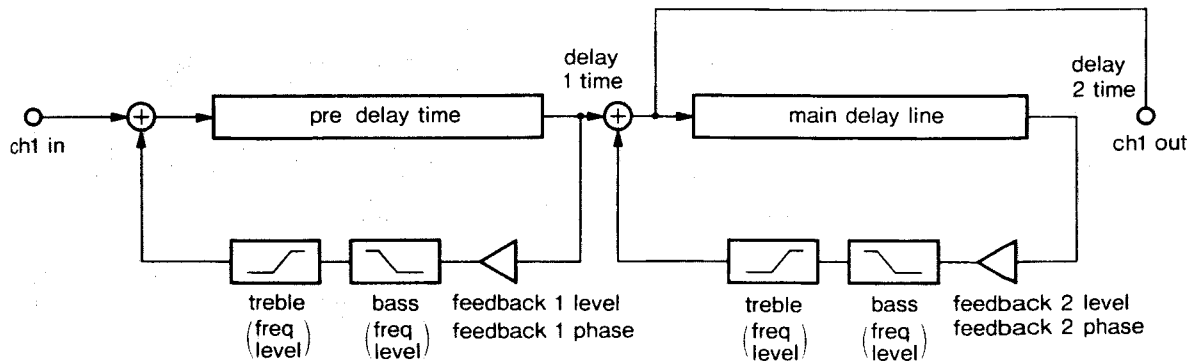 delay
1 time
delay
2 time
pre delay time
main delay line
ch1 in
ch1 out
treble
(freq
level)
bass
(freq
level)
feedback 1 level
feedback 1 phase
treble
(freq
level)
bass
(freq
level)
feedback 2 level
feedback 2 phase